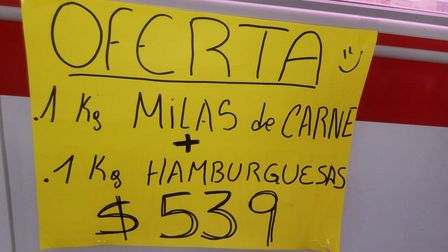 OFERTA
.1 Kg MiLAS de CARNE
+
.1 Kg HAMBURGUESAS
$ 539